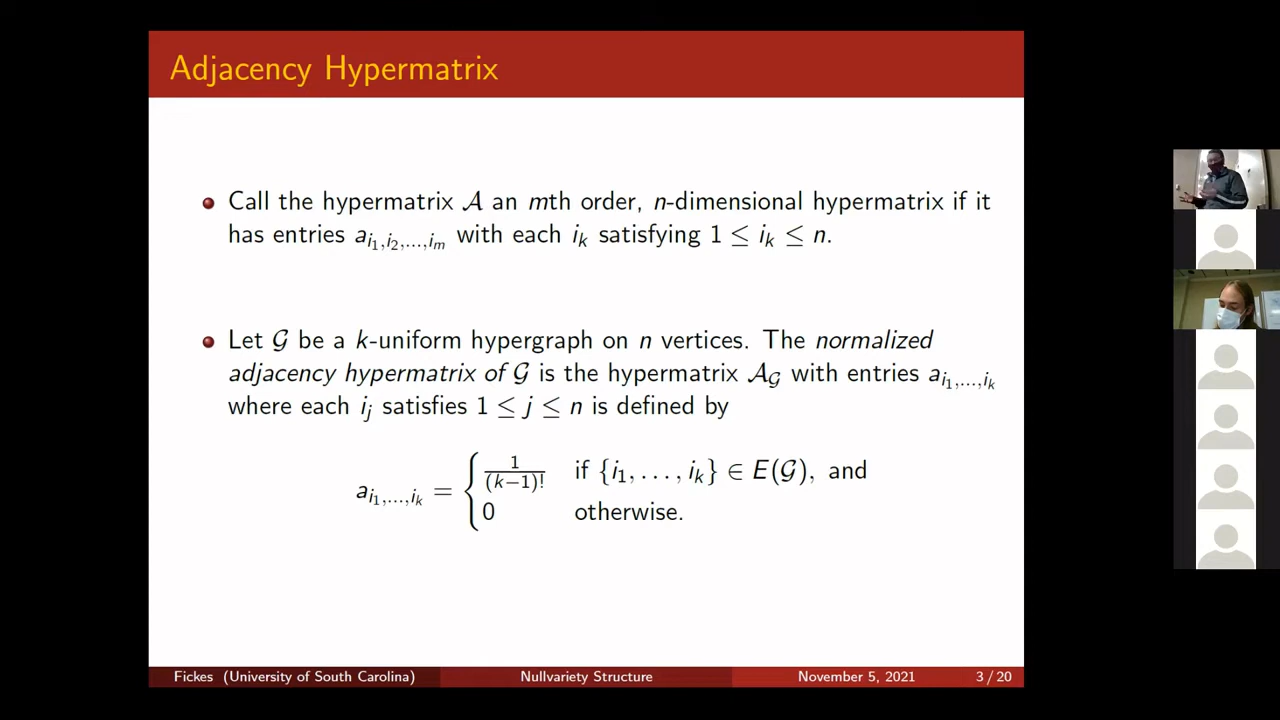 Adjacency Hypermatrix
Call the hypermatrix 𝒜 an mth order, n-dimensional hypermatrix if it
has entries a_{i_1,i_2,...,i_m} with each i_k satisfying 1 ≤ i_k ≤ n.
Let 𝒢 be a k-uniform hypergraph on n vertices. The normalized
adjacency hypermatrix of 𝒢 is the hypermatrix 𝒜_𝒢 with entries a_{i_1,...,i_k}
where each i_j satisfies 1 ≤ j ≤ n is defined by
a_{i_1,...,i_k} = { 1/(k−1)! if {i_1, . . . , i_k} ∈ E(𝒢), and
0 otherwise.
Fickes (University of South Carolina) Nullvariety Structure November 5, 2021 3 / 20